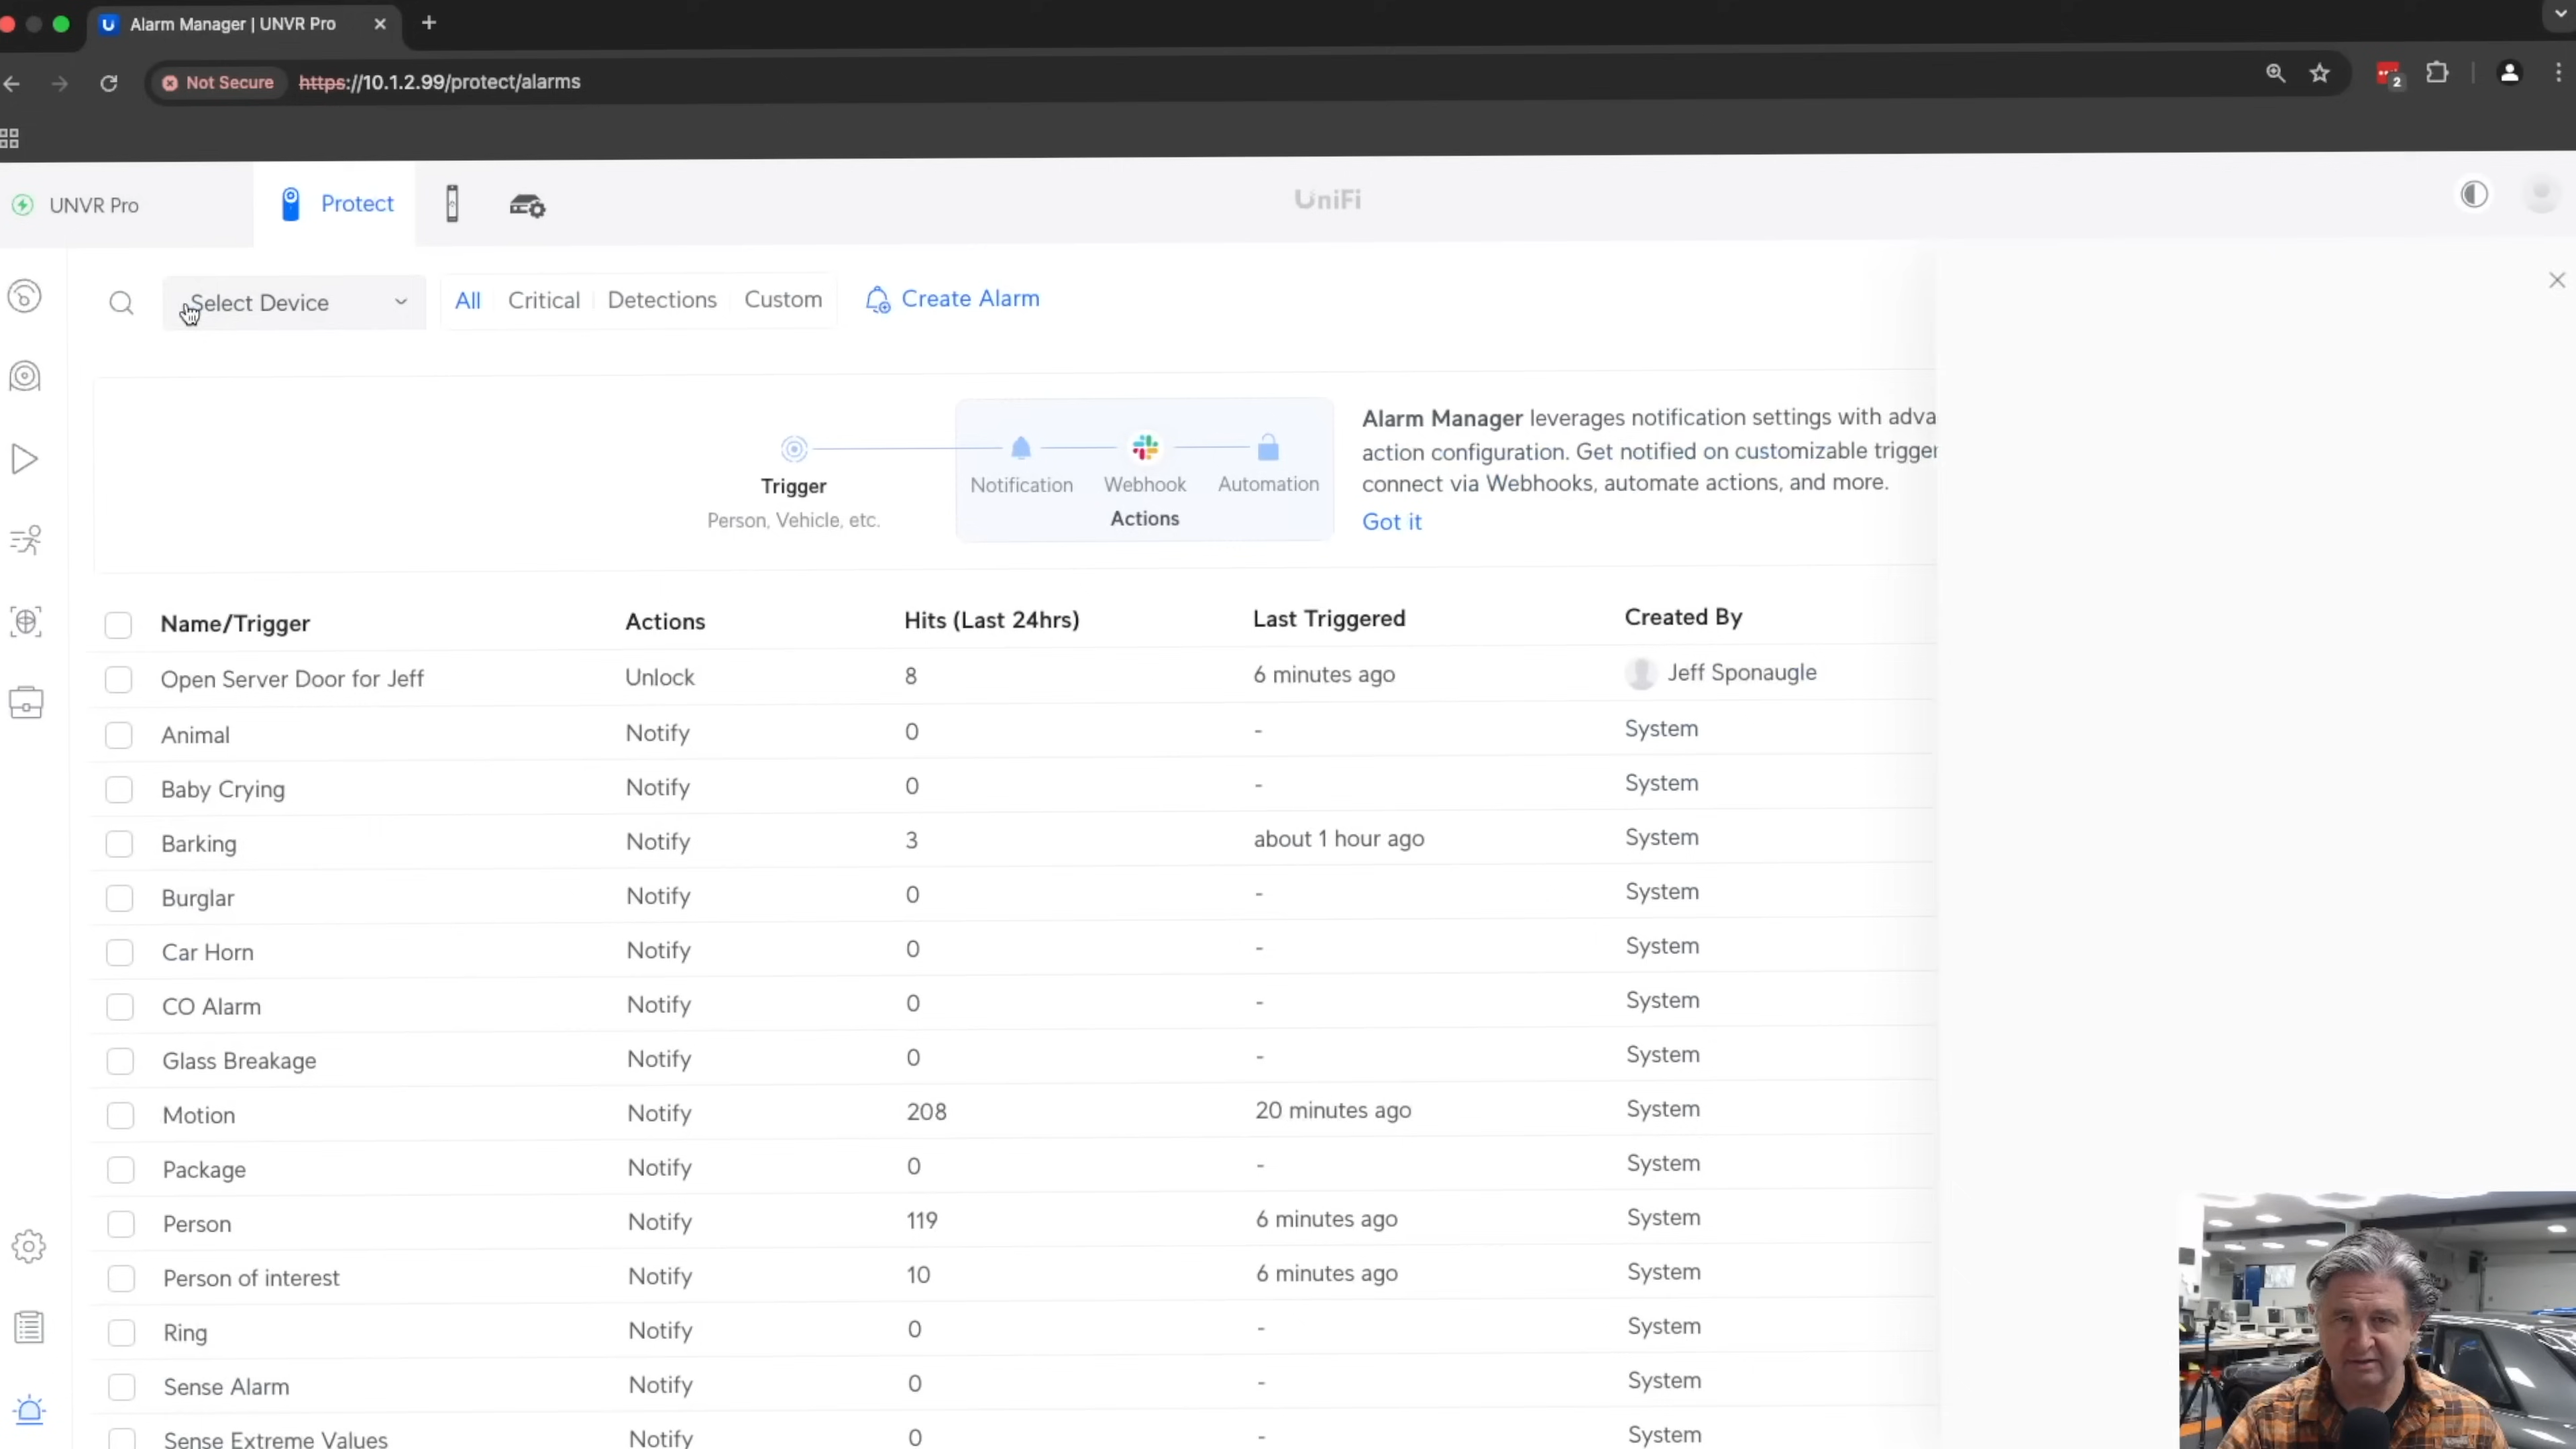 Alarm Manager | UNVR Pro
Not Secure https://10.1.2.99/protect/alarms
2
UNVR Pro Protect UniFi
Select Device All Critical Detections Custom Create Alarm
Trigger
Person, Vehicle, etc.
Notification Webhook Automation
Actions
Alarm Manager leverages notification settings with adva
action configuration. Get notified on customizable trigger
connect via Webhooks, automate actions, and more.
Got it
Name/Trigger Actions Hits (Last 24hrs) Last Triggered Created By
Open Server Door for Jeff Unlock 8 6 minutes ago Jeff Sponaugle
Animal Notify 0 - System
Baby Crying Notify 0 - System
Barking Notify 3 about 1 hour ago System
Burglar Notify 0 - System
Car Horn Notify 0 - System
CO Alarm Notify 0 - System
Glass Breakage Notify 0 - System
Motion Notify 208 20 minutes ago System
Package Notify 0 - System
Person Notify 119 6 minutes ago System
Person of interest Notify 10 6 minutes ago System
Ring Notify 0 - System
Sense Alarm Notify 0 - System
Sense Extreme Values Notify 0 - System